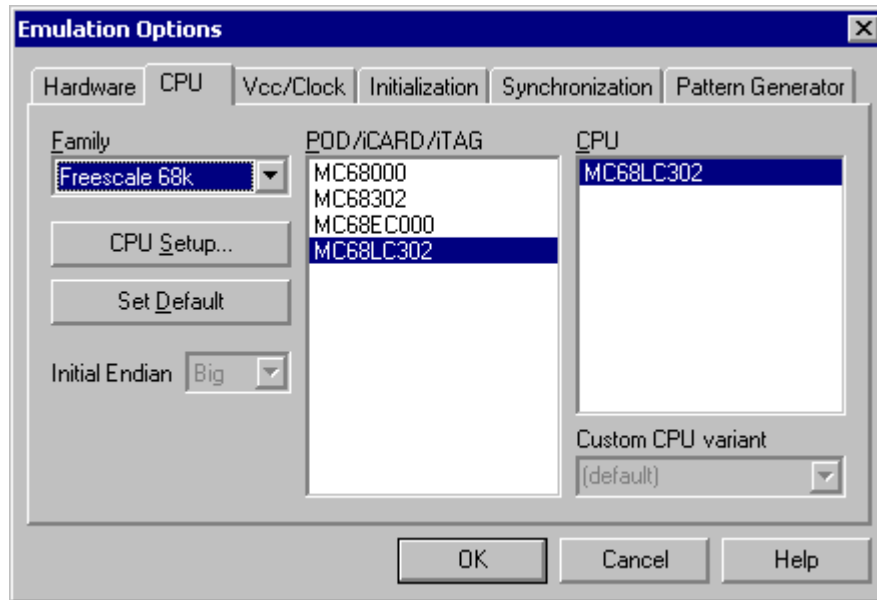 Emulation Options
Hardware CPU Vcc/Clock Initialization Synchronization Pattern Generator
Family
Freescale 68k
CPU Setup...
Set Default
Initial Endian Big
POD/iCARD/iTAG
MC68000
MC68302
MC68EC000
MC68LC302
CPU
MC68LC302
Custom CPU variant
(default)
OK Cancel Help